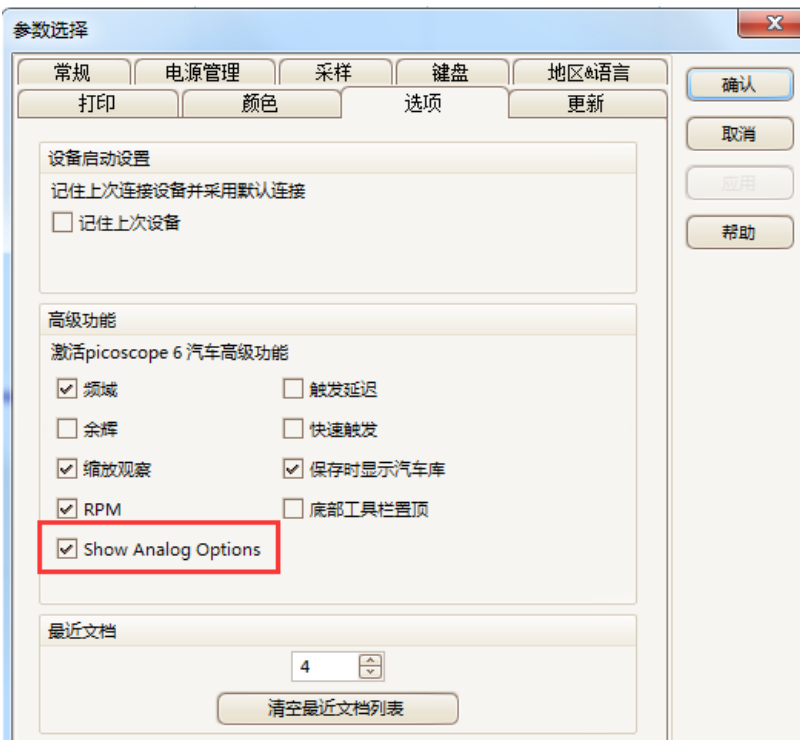 参数选择
常规 电源管理 采样 键盘 地区&语言
打印 颜色 选项 更新
确认
取消
应用
帮助
设备启动设置
记住上次连接设备并采用默认连接
记住上次设备
高级功能
激活picoscope 6 汽车高级功能
频域 触发延迟
余辉 快速触发
缩放观察 保存时显示汽车库
RPM 底部工具栏置顶
Show Analog Options
最近文档
4
清空最近文档列表